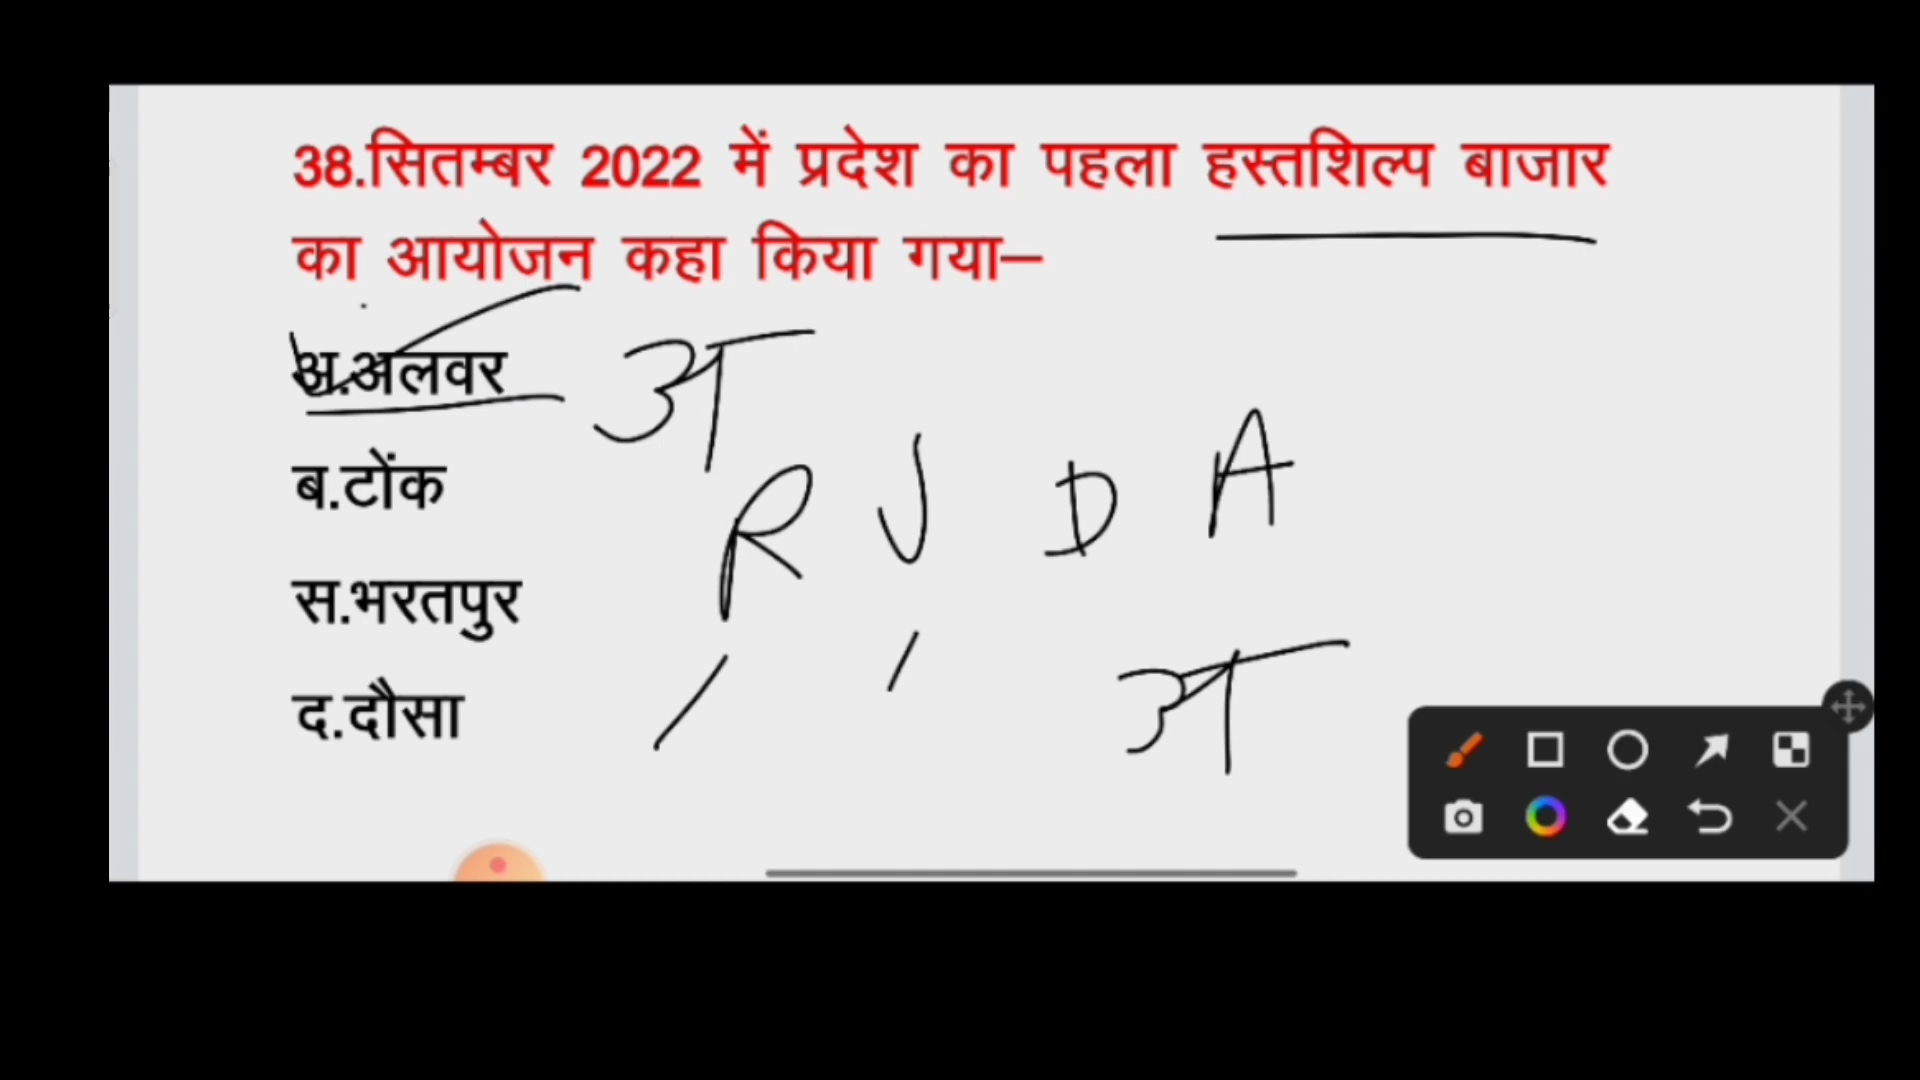 38.सितम्बर 2022 में प्रदेश का पहला हस्तशिल्प बाजार
का आयोजन कहा किया गया–
अ.अलवर
अ
ब.टोंक
R J D A
स.भरतपुर
द.दौसा
अ